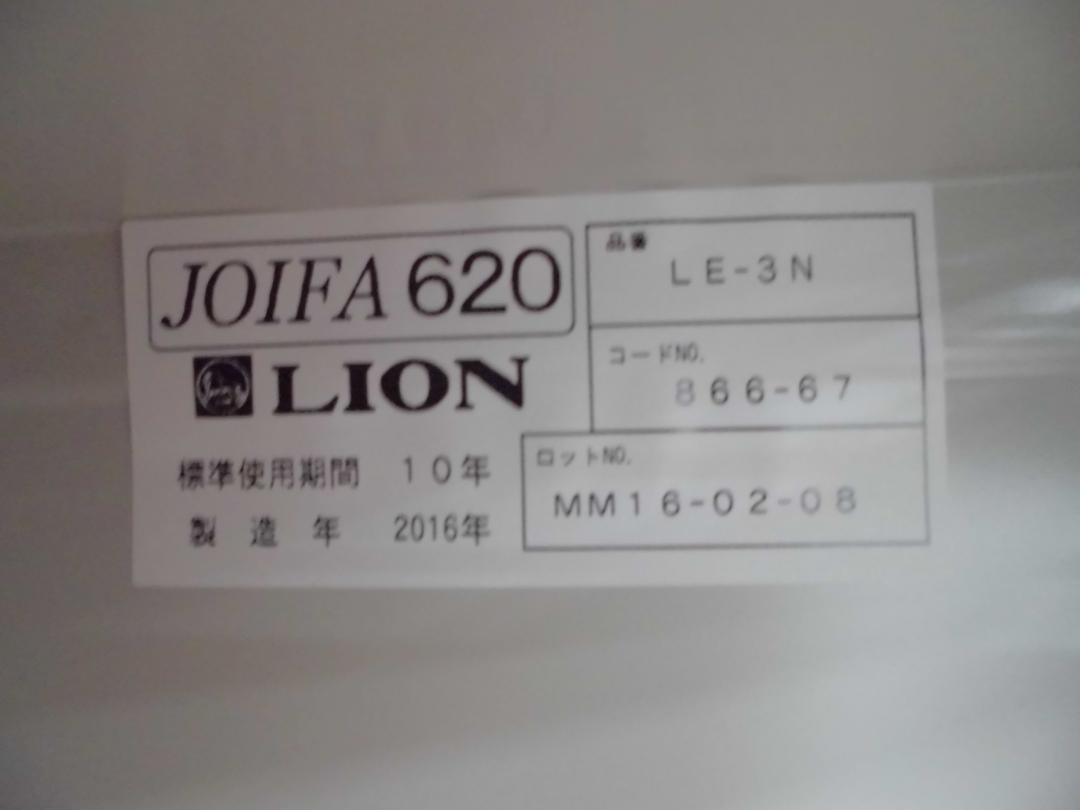 JOIFA 620
LION
標準使用期間 10年
製造年 2016年
品番
LE-3N
コードNO.
866-67
ロットNO.
MM16-02-08